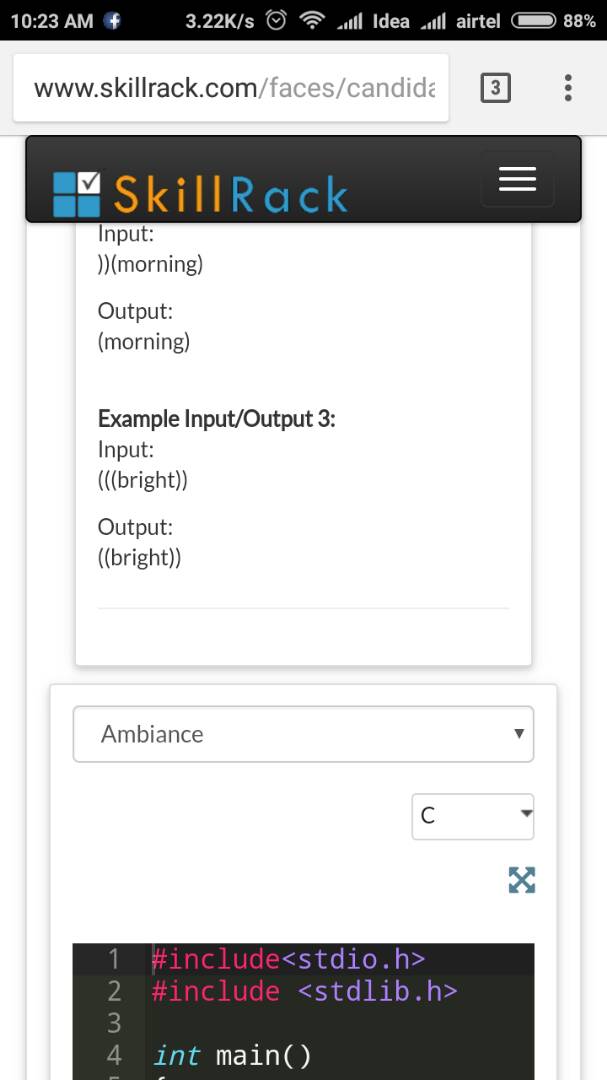 10:23 AM f 3.22K/s Idea airtel 88%
www.skillrack.com/faces/candida
3
SkillRack
Input:
))(morning)
Output:
(morning)
Example Input/Output 3:
Input:
(((bright))
Output:
((bright))
Ambiance
C
1 #include<stdio.h>
2 #include <stdlib.h>
3
4 int main()